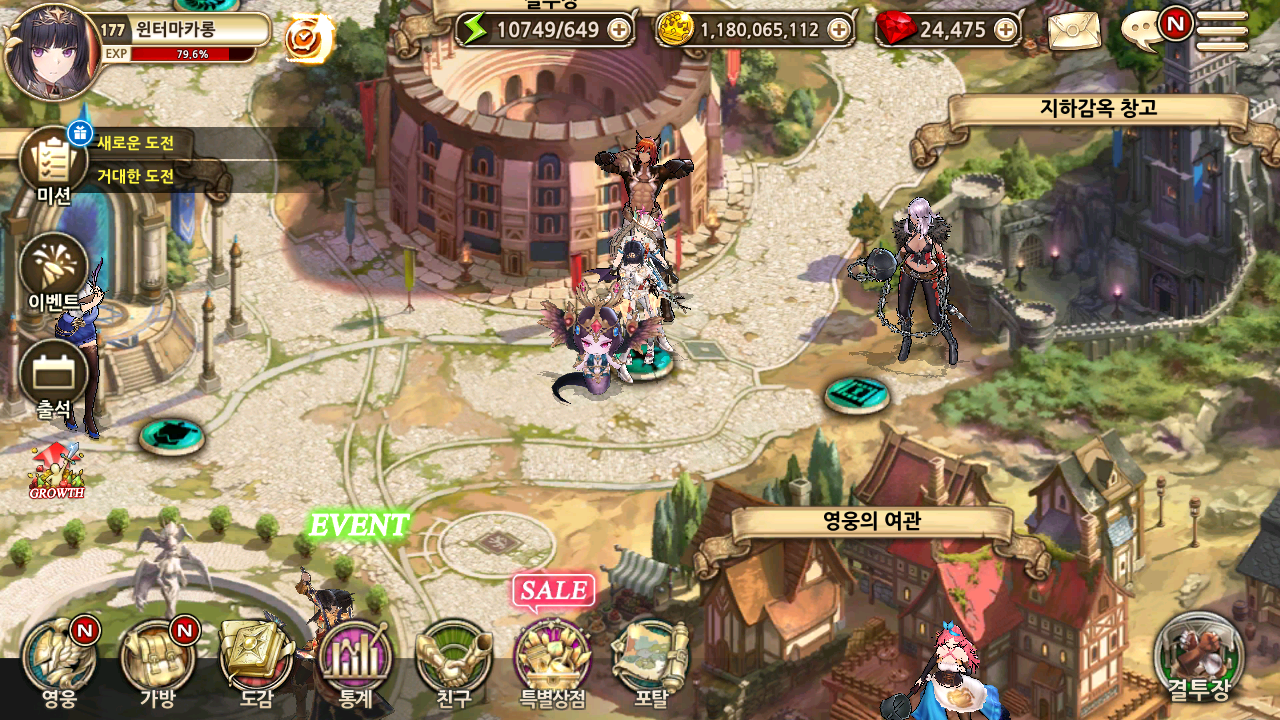 177 윈터마카롱
EXP 79.6%
10749/649
1,180,065,112
24,475
N
지하감옥 창고
새로운 도전
거대한 도전
미션
이벤트
출석
GROWTH
EVENT
영웅의 여관
SALE
N
N
영웅
가방
도감
통계
친구
특별상점
포탈
결투장